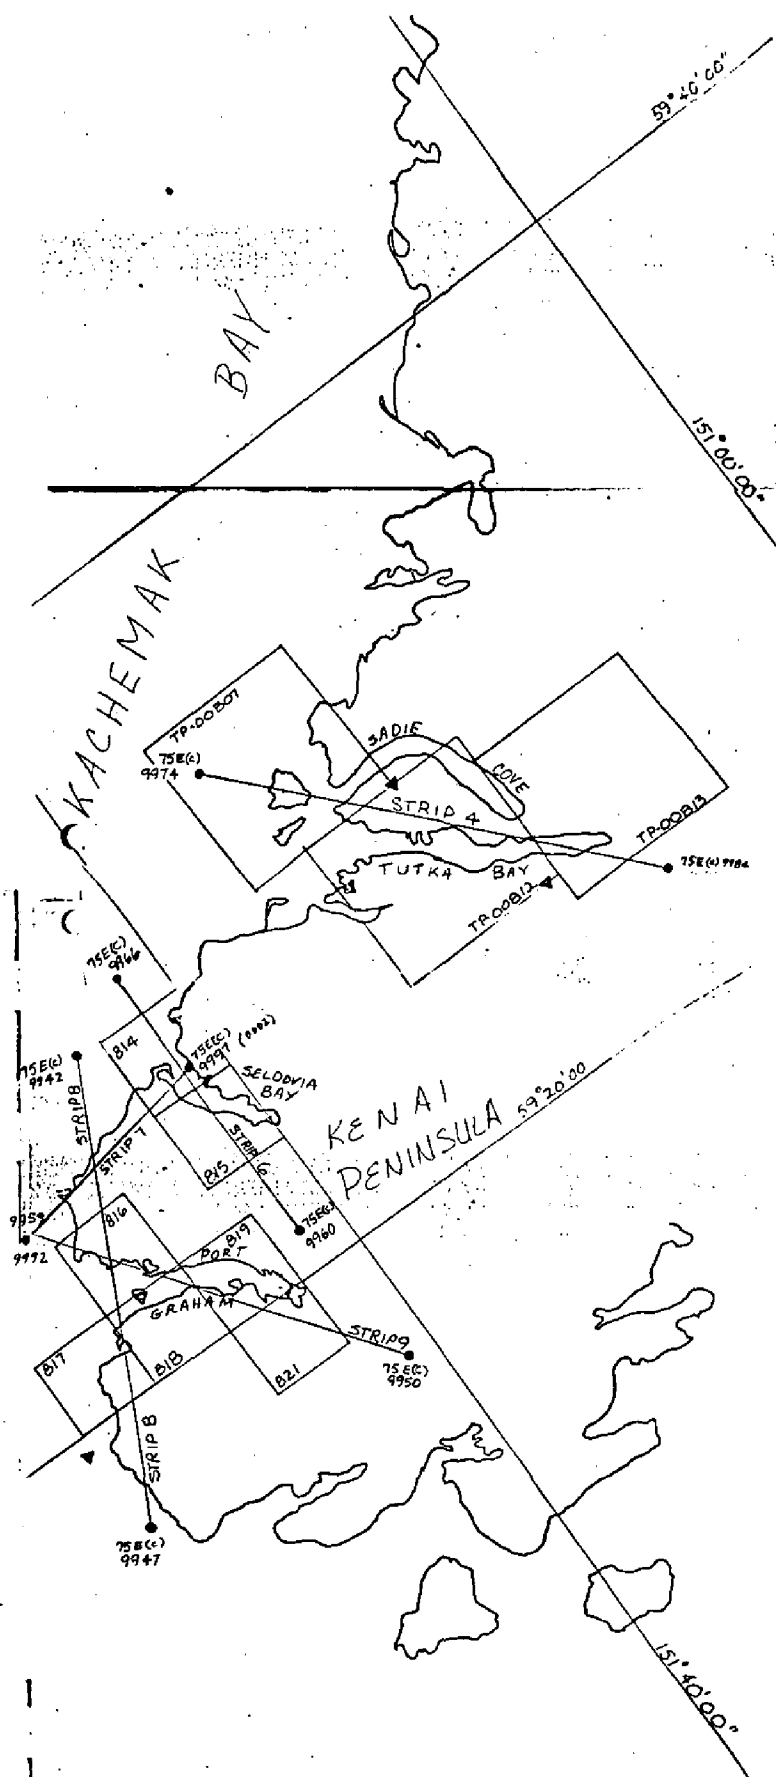 59° 40' 00"
BAY
151° 00' 00"
KACHEMAK
TP-00807
SADIE
COVE
75E(C)
9974
STRIP 4
TP-00813
TUTKA BAY
75E(C) 9984
TP-00812
75E(C)
9966
814
75E(C)
9997 (0002)
75E(C)
9942
SELDOVIA
BAY
STRIP 8
STRIP 7
STRIP 6
815
KENAI
PENINSULA
59° 20' 00
816
819
75E(C)
9960
9959
9992
PORT
GRAHAM
STRIP 9
75E(C)
9950
817
818
821
STRIP 8
75E(C)
9947
151° 40' 00"